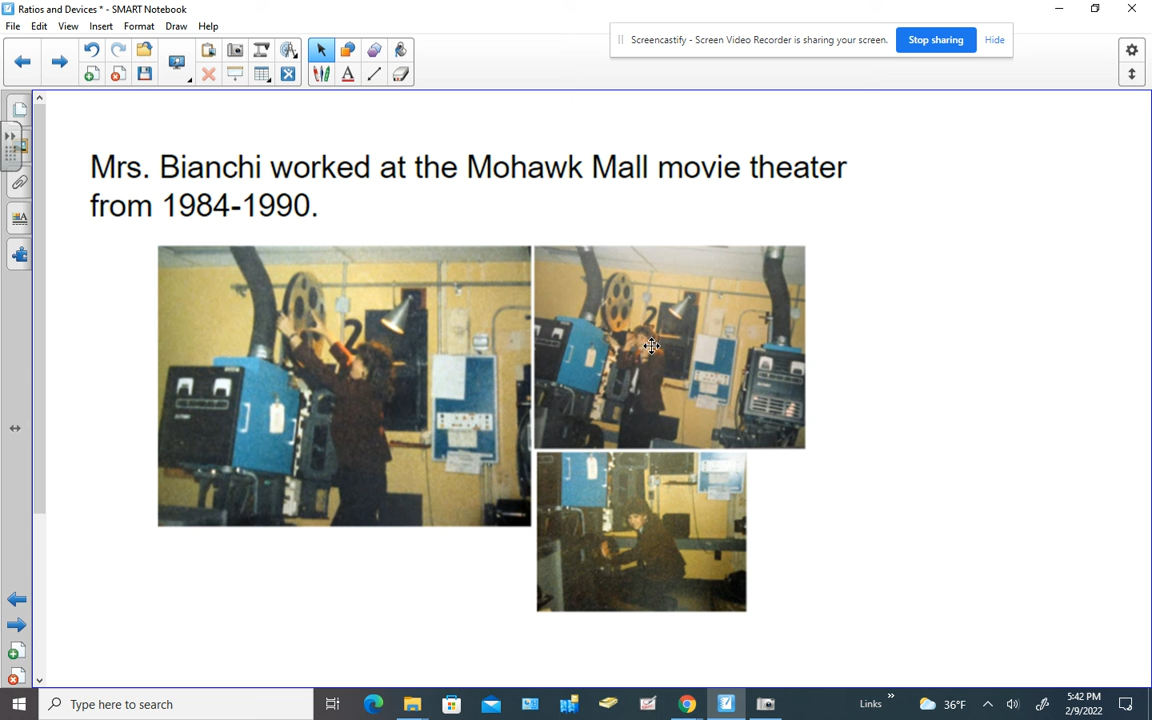 Ratios and Devices * - SMART Notebook
File Edit View Insert Format Draw Help
Screencastify - Screen Video Recorder is sharing your screen. Stop sharing Hide
Mrs. Bianchi worked at the Mohawk Mall movie theater
from 1984-1990.
2
2
Type here to search
Links
36°F
5:42 PM
2/9/2022